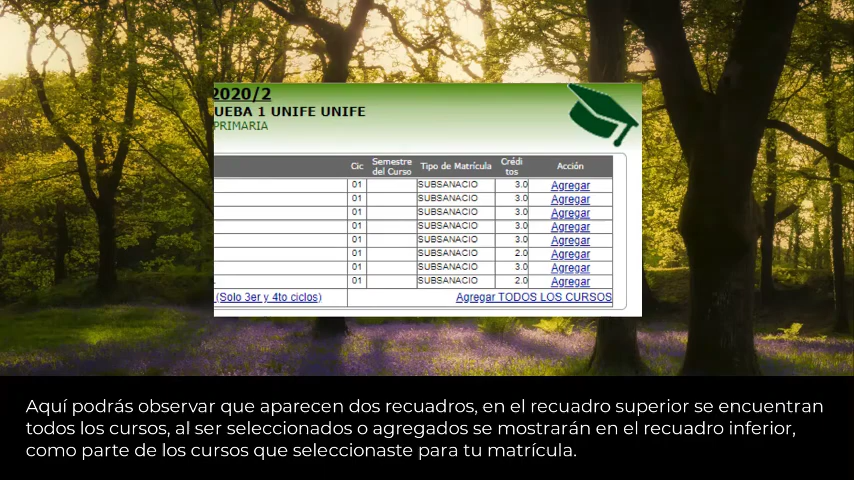 2020/2
UEBA 1 UNIFE UNIFE
PRIMARIA
Cic Semestre del Curso Tipo de Matrícula Crédi tos Acción
01 SUBSANACIO 3.0 Agregar
01 SUBSANACIO 3.0 Agregar
01 SUBSANACIO 3.0 Agregar
01 SUBSANACIO 3.0 Agregar
01 SUBSANACIO 3.0 Agregar
01 SUBSANACIO 2.0 Agregar
01 SUBSANACIO 3.0 Agregar
01 SUBSANACIO 2.0 Agregar
(Solo 3er y 4to ciclos) Agregar TODOS LOS CURSOS
Aquí podrás observar que aparecen dos recuadros, en el recuadro superior se encuentran
todos los cursos, al ser seleccionados o agregados se mostrarán en el recuadro inferior,
como parte de los cursos que seleccionaste para tu matrícula.